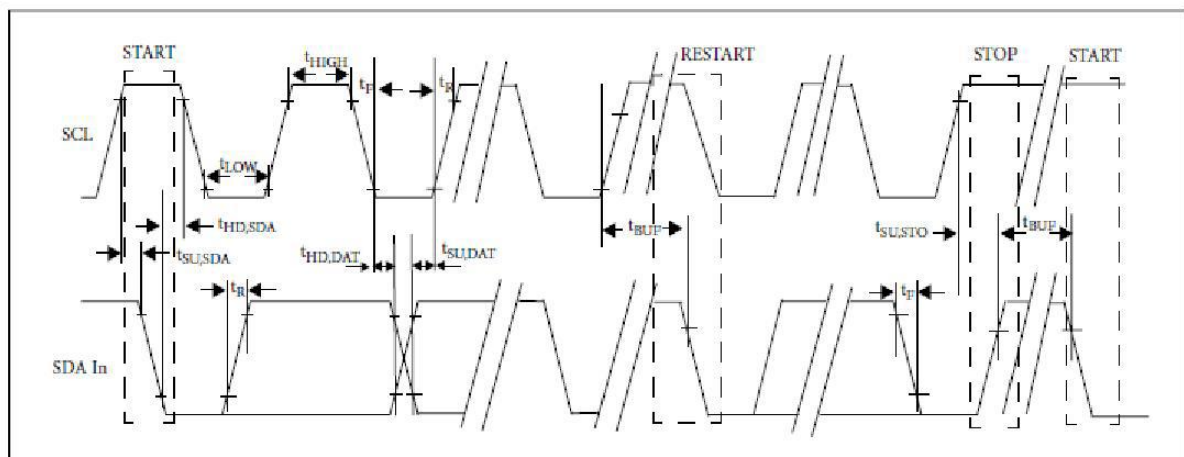 START
tHIGH
RESTART
STOP
START
tF
tR
SCL
tLOW
tHD,SDA
tBUF
tSU,STO
tBUF
tSU,SDA
tHD,DAT
tSU,DAT
tR
tF
SDA In